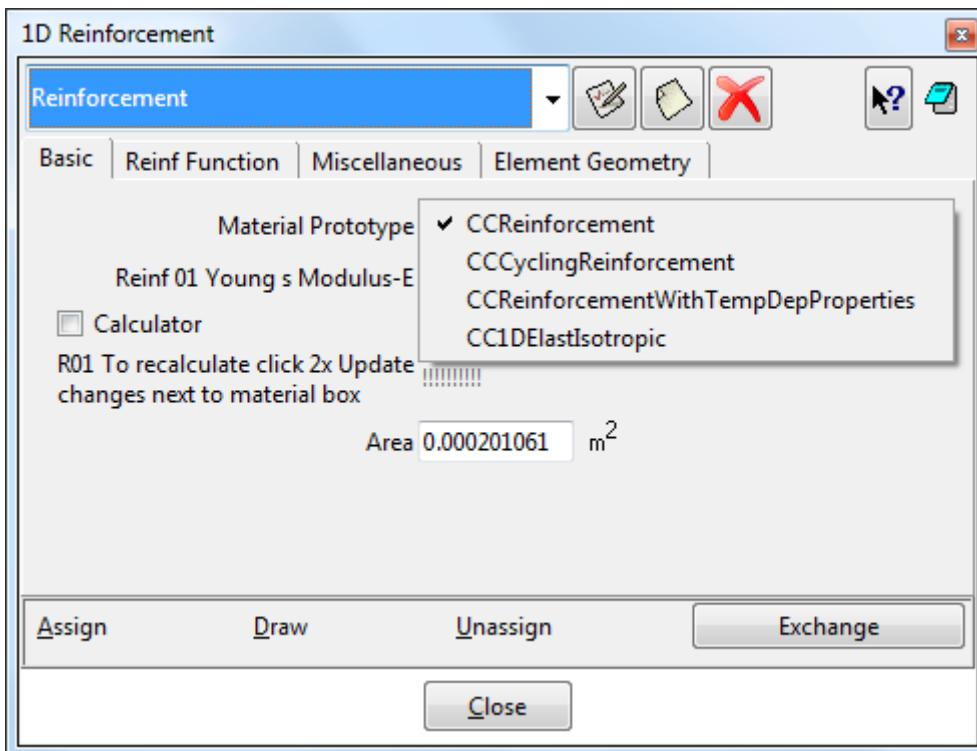 1D Reinforcement
Reinforcement
Basic
Reinf Function
Miscellaneous
Element Geometry
Material Prototype
✓ CCReinforcement
CCCyclingReinforcement
CCReinforcementWithTempDepProperties
CC1DElastIsotropic
Reinf 01 Young s Modulus-E
Calculator
R01 To recalculate click 2x Update
changes next to material box
!!!!!!!!!!
Area 0.000201061 m²
Assign
Draw
Unassign
Exchange
Close